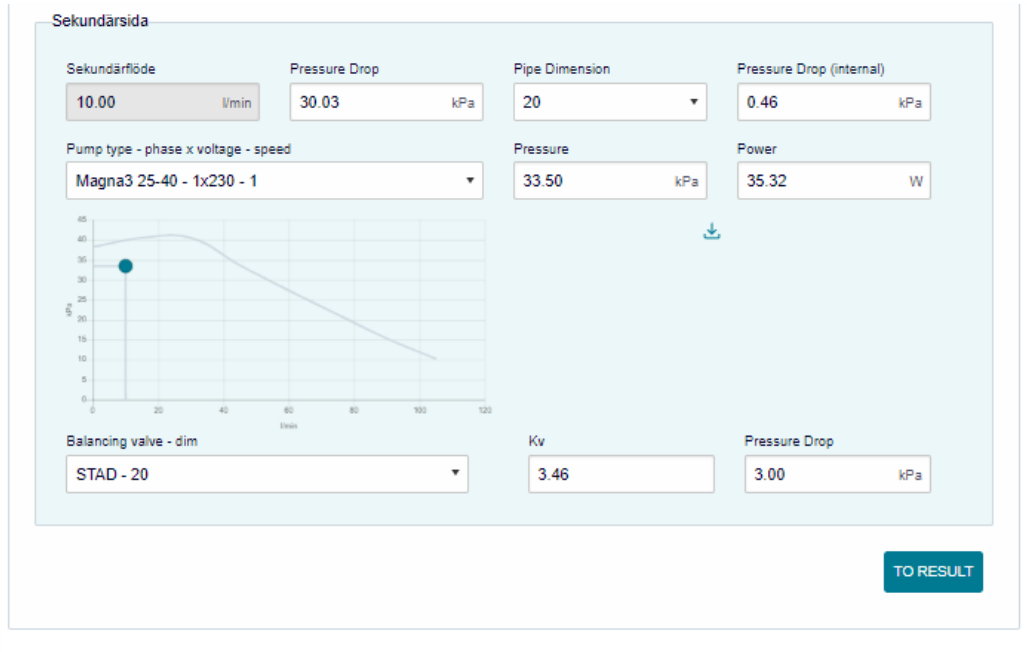 Sekundärsida
Sekundärflöde Pressure Drop Pipe Dimension Pressure Drop (internal)
10.00 l/min 30.03 kPa 20 0.46 kPa
Pump type - phase x voltage - speed Pressure Power
Magna3 25-40 - 1x230 - 1 33.50 kPa 35.32 W
45
40
35
30
25
20
15
10
5
0
kPa
0 20 40 60 80 100 120
l/min
Balancing valve - dim Kv Pressure Drop
STAD - 20 3.46 3.00 kPa
TO RESULT